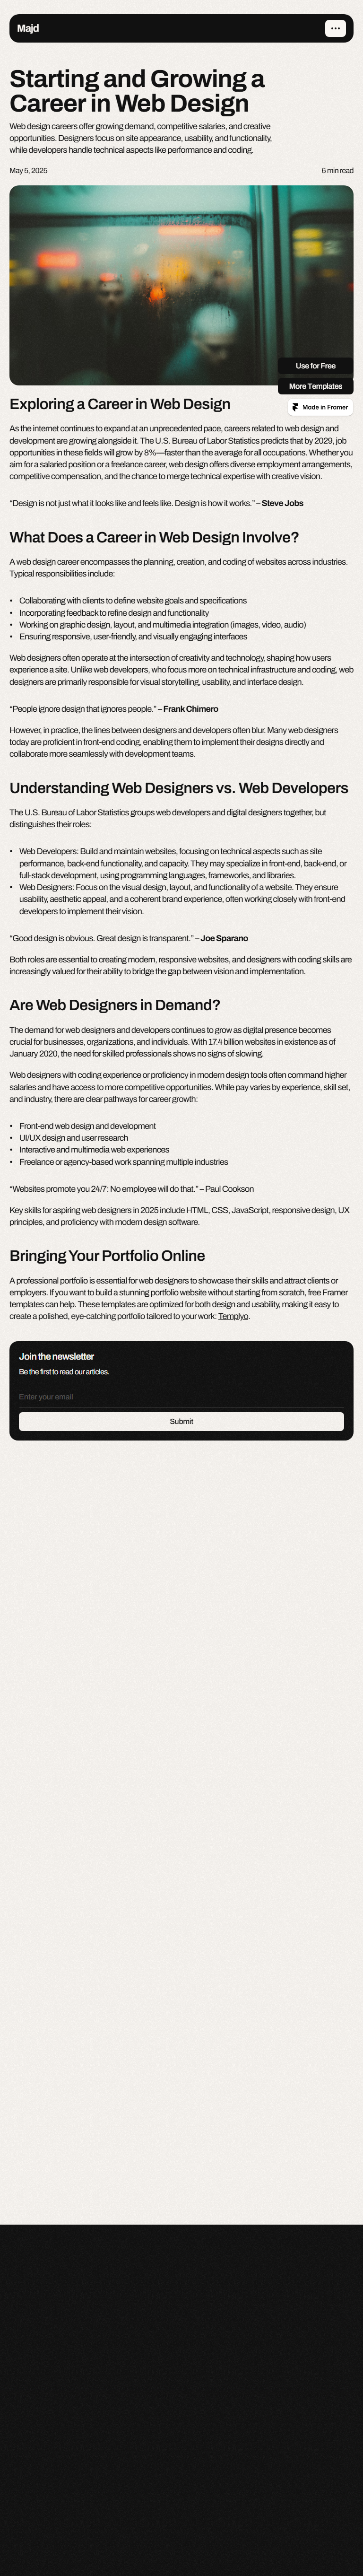 Majd
Starting and Growing a
Career in Web Design
Web design careers offer growing demand, competitive salaries, and creative
opportunities. Designers focus on site appearance, usability, and functionality,
while developers handle technical aspects like performance and coding.
May 5, 2025
6 min read
Use for Free
More Templates
Made in Framer
Exploring a Career in Web Design
As the internet continues to expand at an unprecedented pace, careers related to web design and
development are growing alongside it. The U.S. Bureau of Labor Statistics predicts that by 2029, job
opportunities in these fields will grow by 8%—faster than the average for all occupations. Whether you
aim for a salaried position or a freelance career, web design offers diverse employment arrangements,
competitive compensation, and the chance to merge technical expertise with creative vision.
“Design is not just what it looks like and feels like. Design is how it works.” – Steve Jobs
What Does a Career in Web Design Involve?
A web design career encompasses the planning, creation, and coding of websites across industries.
Typical responsibilities include:
• Collaborating with clients to define website goals and specifications
• Incorporating feedback to refine design and functionality
• Working on graphic design, layout, and multimedia integration (images, video, audio)
• Ensuring responsive, user-friendly, and visually engaging interfaces
Web designers often operate at the intersection of creativity and technology, shaping how users
experience a site. Unlike web developers, who focus more on technical infrastructure and coding, web
designers are primarily responsible for visual storytelling, usability, and interface design.
“People ignore design that ignores people.” – Frank Chimero
However, in practice, the lines between designers and developers often blur. Many web designers
today are proficient in front-end coding, enabling them to implement their designs directly and
collaborate more seamlessly with development teams.
Understanding Web Designers vs. Web Developers
The U.S. Bureau of Labor Statistics groups web developers and digital designers together, but
distinguishes their roles:
• Web Developers: Build and maintain websites, focusing on technical aspects such as site
performance, back-end functionality, and capacity. They may specialize in front-end, back-end, or
full-stack development, using programming languages, frameworks, and libraries.
• Web Designers: Focus on the visual design, layout, and functionality of a website. They ensure
usability, aesthetic appeal, and a coherent brand experience, often working closely with front-end
developers to implement their vision.
“Good design is obvious. Great design is transparent.” – Joe Sparano
Both roles are essential to creating modern, responsive websites, and designers with coding skills are
increasingly valued for their ability to bridge the gap between vision and implementation.
Are Web Designers in Demand?
The demand for web designers and developers continues to grow as digital presence becomes
crucial for businesses, organizations, and individuals. With 17.4 billion websites in existence as of
January 2020, the need for skilled professionals shows no signs of slowing.
Web designers with coding experience or proficiency in modern design tools often command higher
salaries and have access to more competitive opportunities. While pay varies by experience, skill set,
and industry, there are clear pathways for career growth:
• Front-end web design and development
• UI/UX design and user research
• Interactive and multimedia web experiences
• Freelance or agency-based work spanning multiple industries
“Websites promote you 24/7: No employee will do that.” – Paul Cookson
Key skills for aspiring web designers in 2025 include HTML, CSS, JavaScript, responsive design, UX
principles, and proficiency with modern design software.
Bringing Your Portfolio Online
A professional portfolio is essential for web designers to showcase their skills and attract clients or
employers. If you want to build a stunning portfolio website without starting from scratch, free Framer
templates can help. These templates are optimized for both design and usability, making it easy to
create a polished, eye-catching portfolio tailored to your work: Templyo.
Join the newsletter
Be the first to read our articles.
Enter your email
Submit